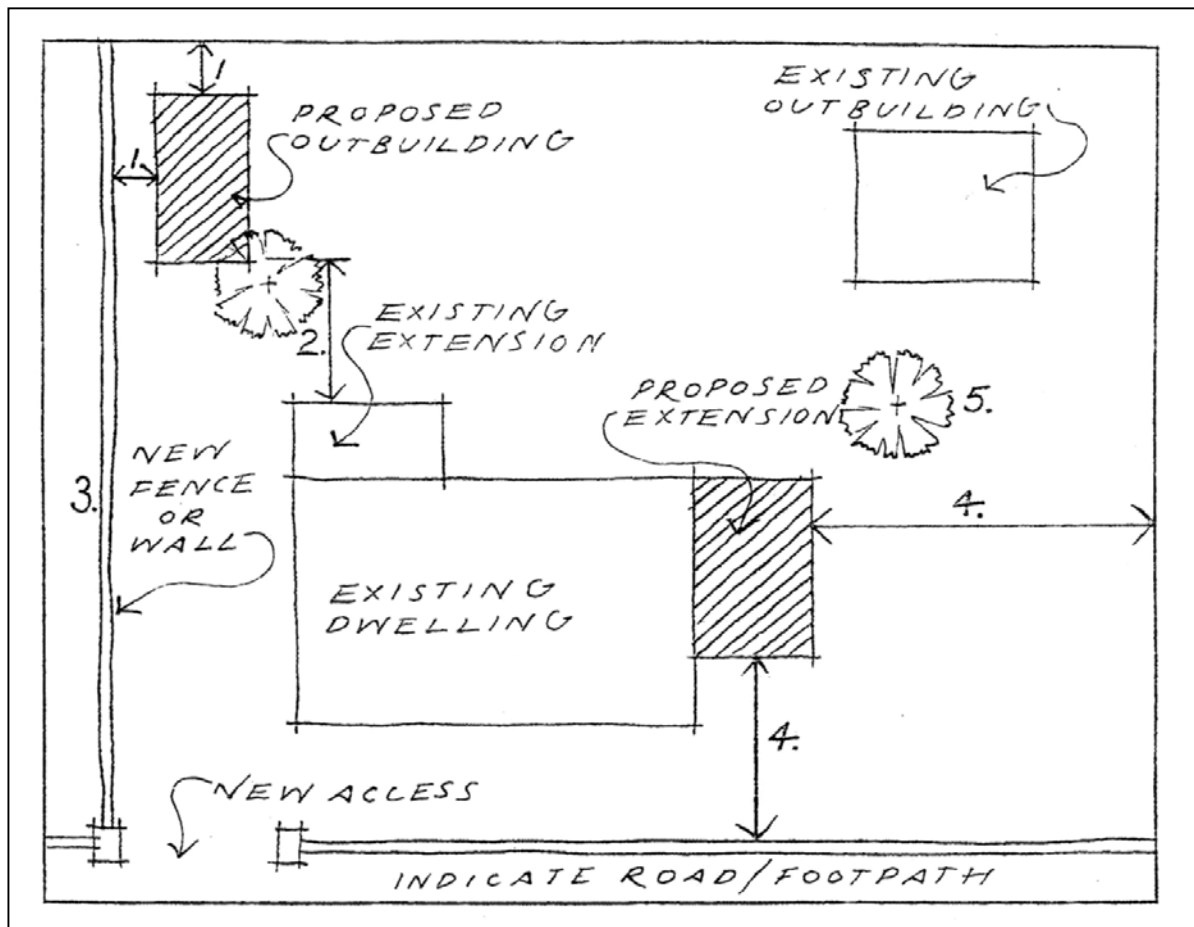 1.
EXISTING
OUTBUILDING
PROPOSED
OUTBUILDING
1.
EXISTING
EXTENSION
2.
PROPOSED
EXTENSION
5.
NEW
FENCE
OR
WALL
3.
4.
EXISTING
DWELLING
4.
NEW ACCESS
INDICATE ROAD/FOOTPATH